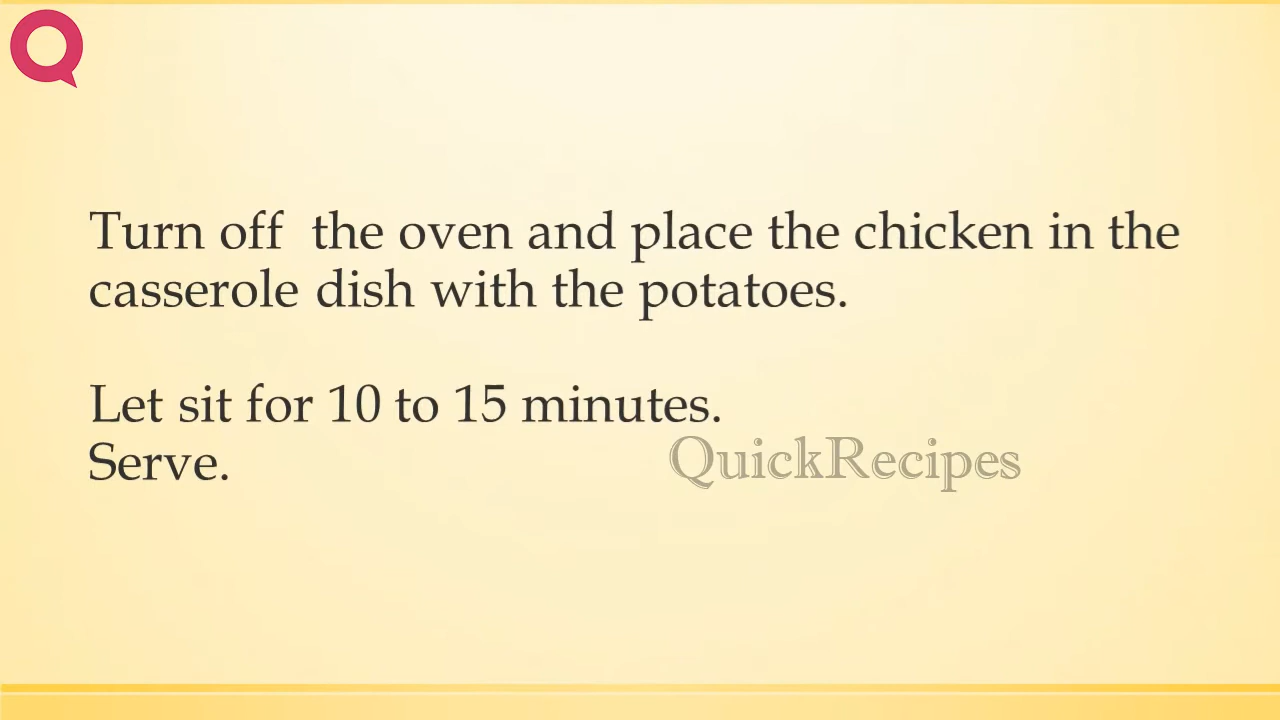 Turn off  the oven and place the chicken in the
casserole dish with the potatoes.
Let sit for 10 to 15 minutes.
Serve.
QuickRecipes